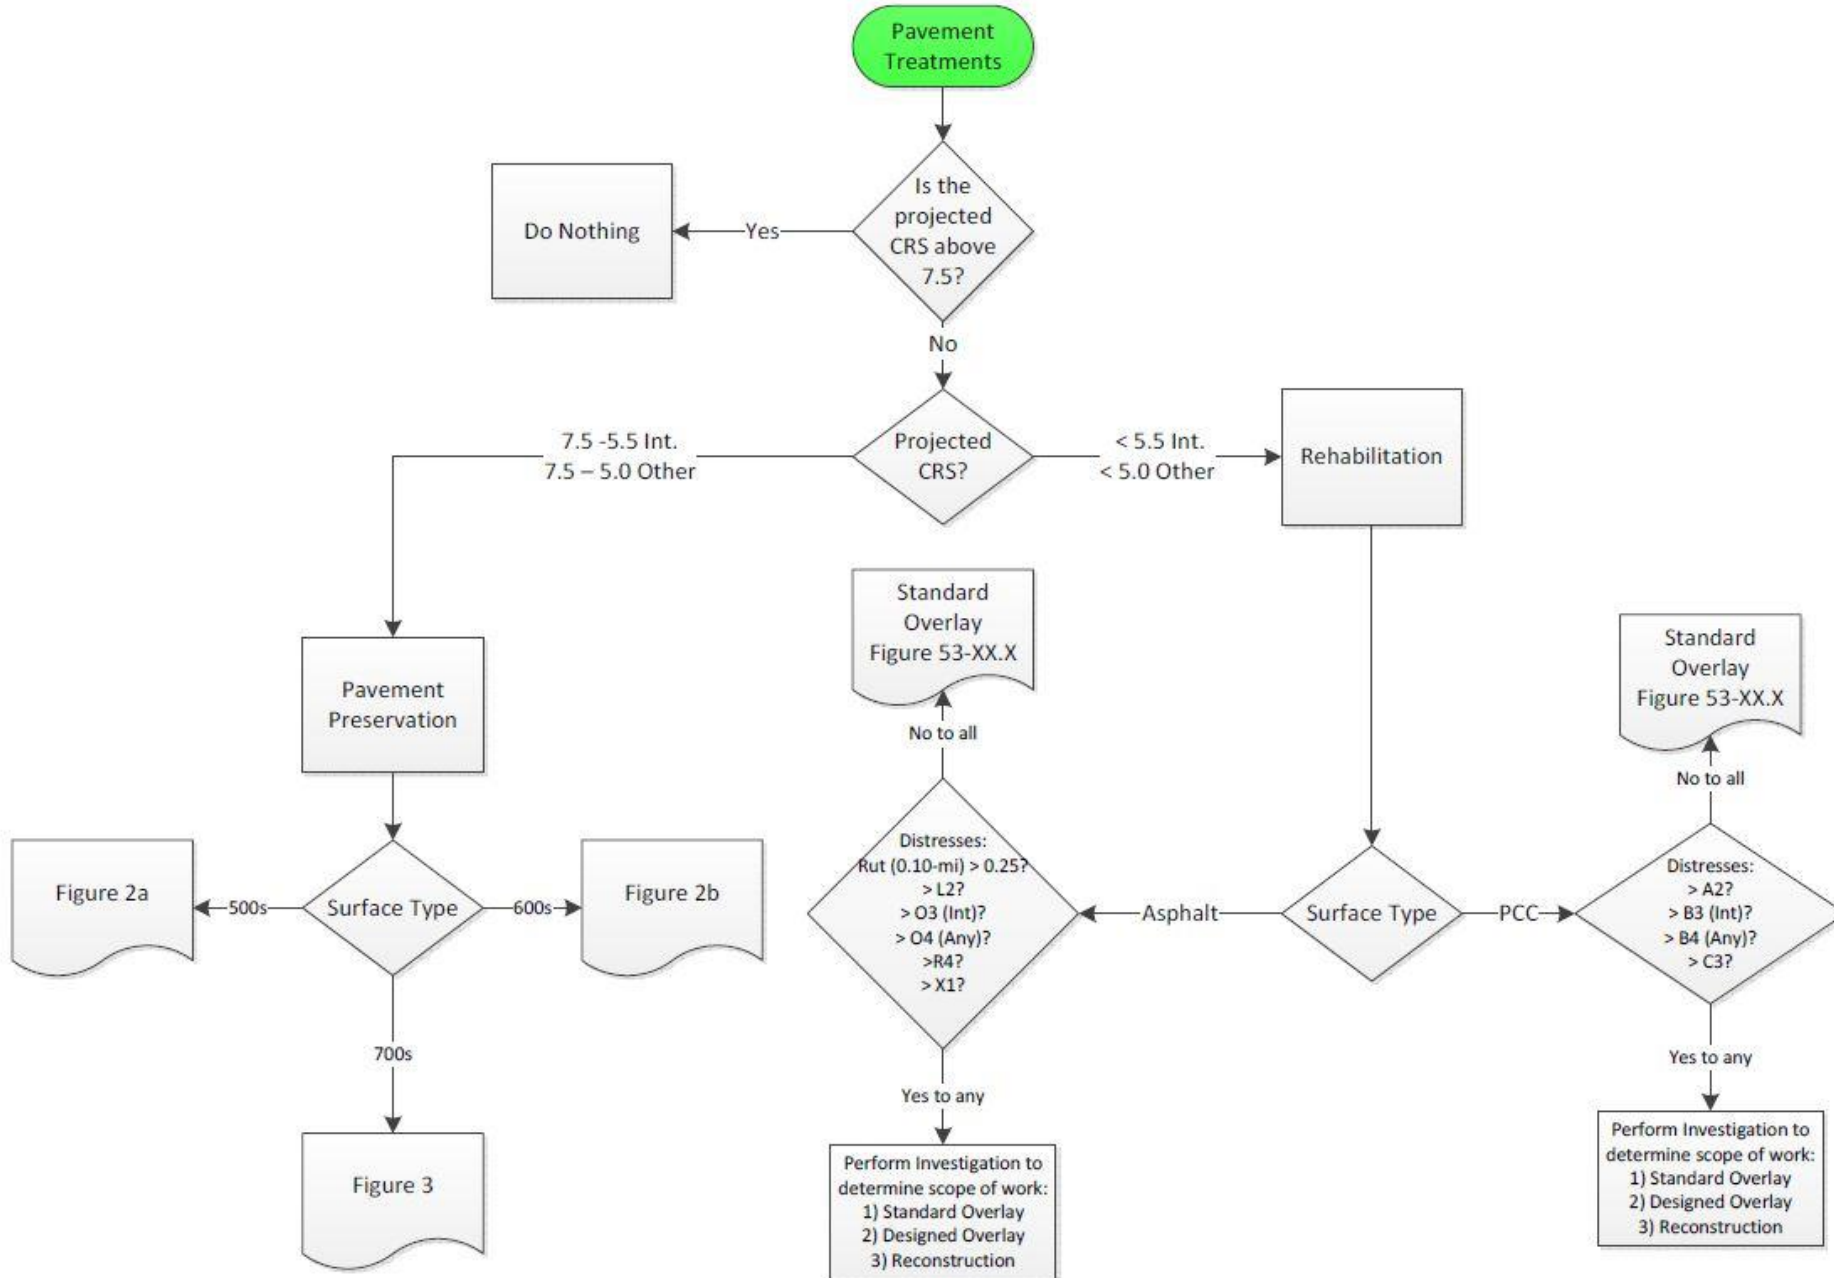 Pavement
Treatments
Is the
projected
CRS above
7.5?
Yes
Do Nothing
No
Projected
CRS?
7.5 -5.5 Int.
7.5 – 5.0 Other
< 5.5 Int.
< 5.0 Other
Rehabilitation
Pavement
Preservation
Surface Type
500s
Figure 2a
600s
Figure 2b
700s
Figure 3
Standard
Overlay
Figure 53-XX.X
No to all
Distresses:
Rut (0.10-mi) > 0.25?
> L2?
> O3 (Int)?
> O4 (Any)?
>R4?
> X1?
Yes to any
Perform Investigation to
determine scope of work:
1) Standard Overlay
2) Designed Overlay
3) Reconstruction
Asphalt
Surface Type
PCC
Standard
Overlay
Figure 53-XX.X
No to all
Distresses:
> A2?
> B3 (Int)?
> B4 (Any)?
> C3?
Yes to any
Perform Investigation to
determine scope of work:
1) Standard Overlay
2) Designed Overlay
3) Reconstruction